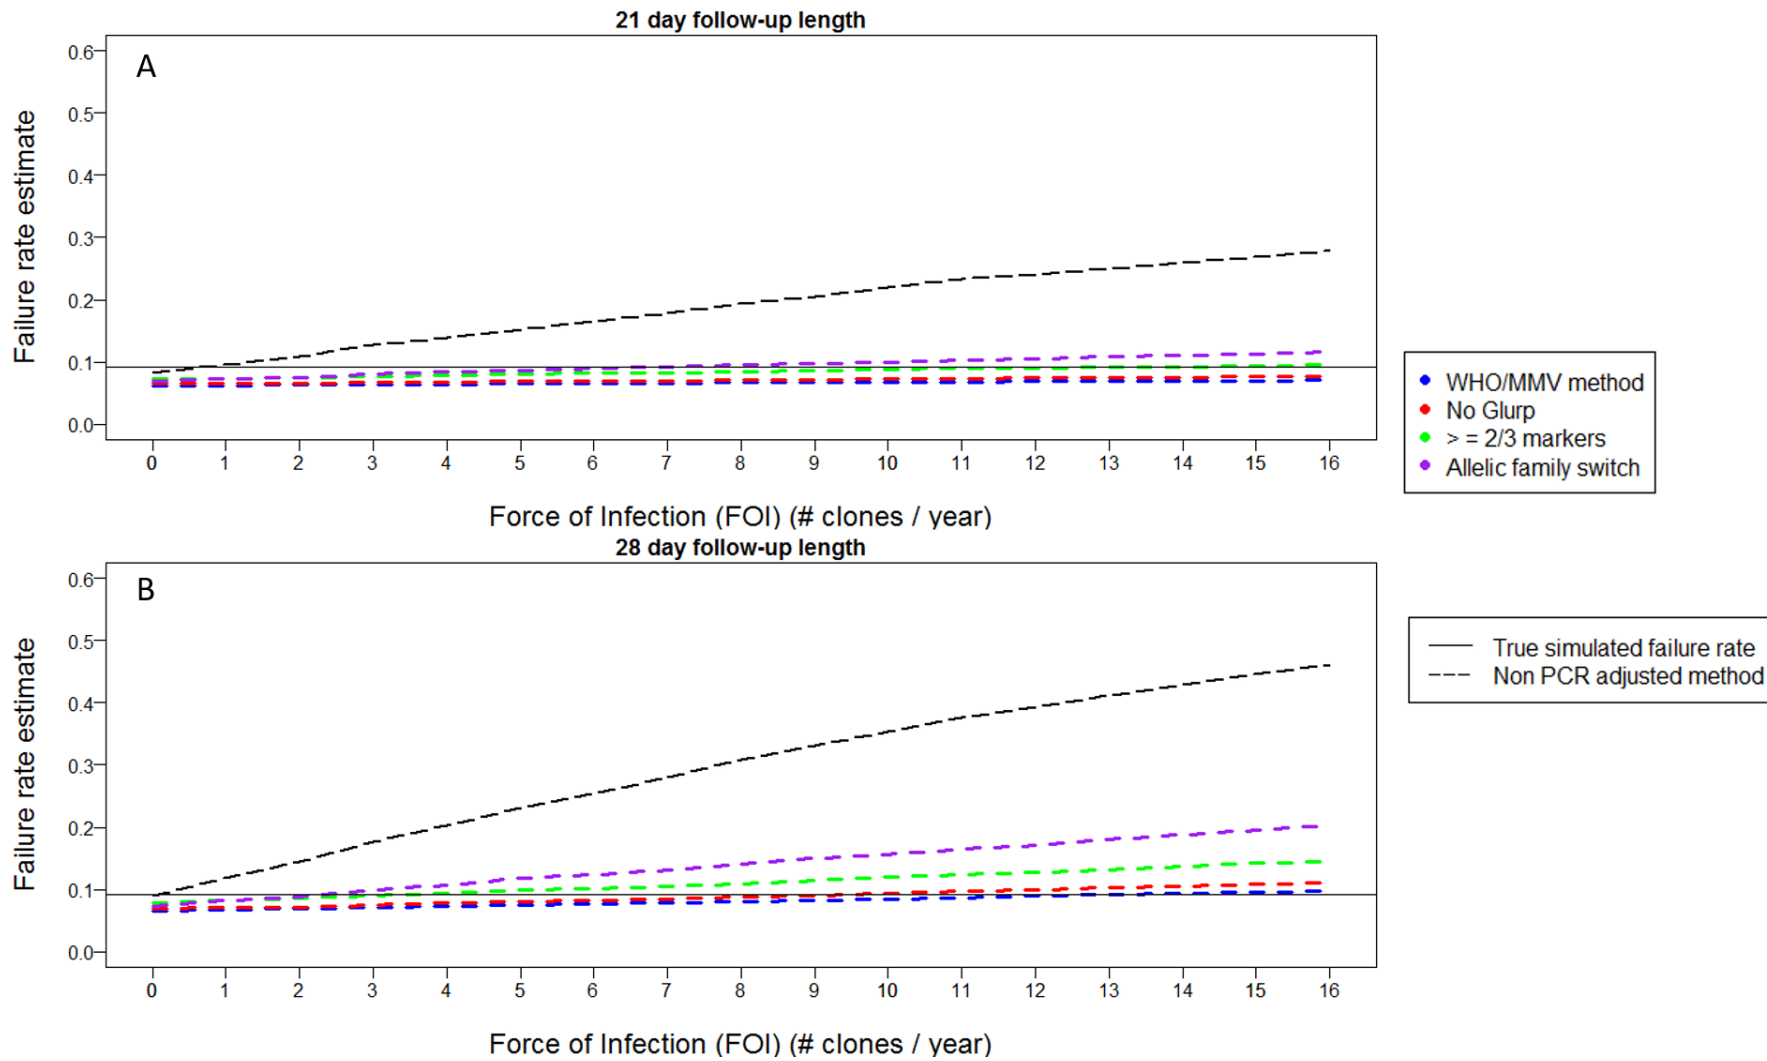 21 day follow-up length
A
Failure rate estimate
0.6
0.5
0.4
0.3
0.2
0.1
0.0
0 1 2 3 4 5 6 7 8 9 10 11 12 13 14 15 16
Force of Infection (FOI) (# clones / year)
WHO/MMV method
No Glurp
> = 2/3 markers
Allelic family switch
28 day follow-up length
B
Failure rate estimate
0.6
0.5
0.4
0.3
0.2
0.1
0.0
0 1 2 3 4 5 6 7 8 9 10 11 12 13 14 15 16
Force of Infection (FOI) (# clones / year)
True simulated failure rate
Non PCR adjusted method